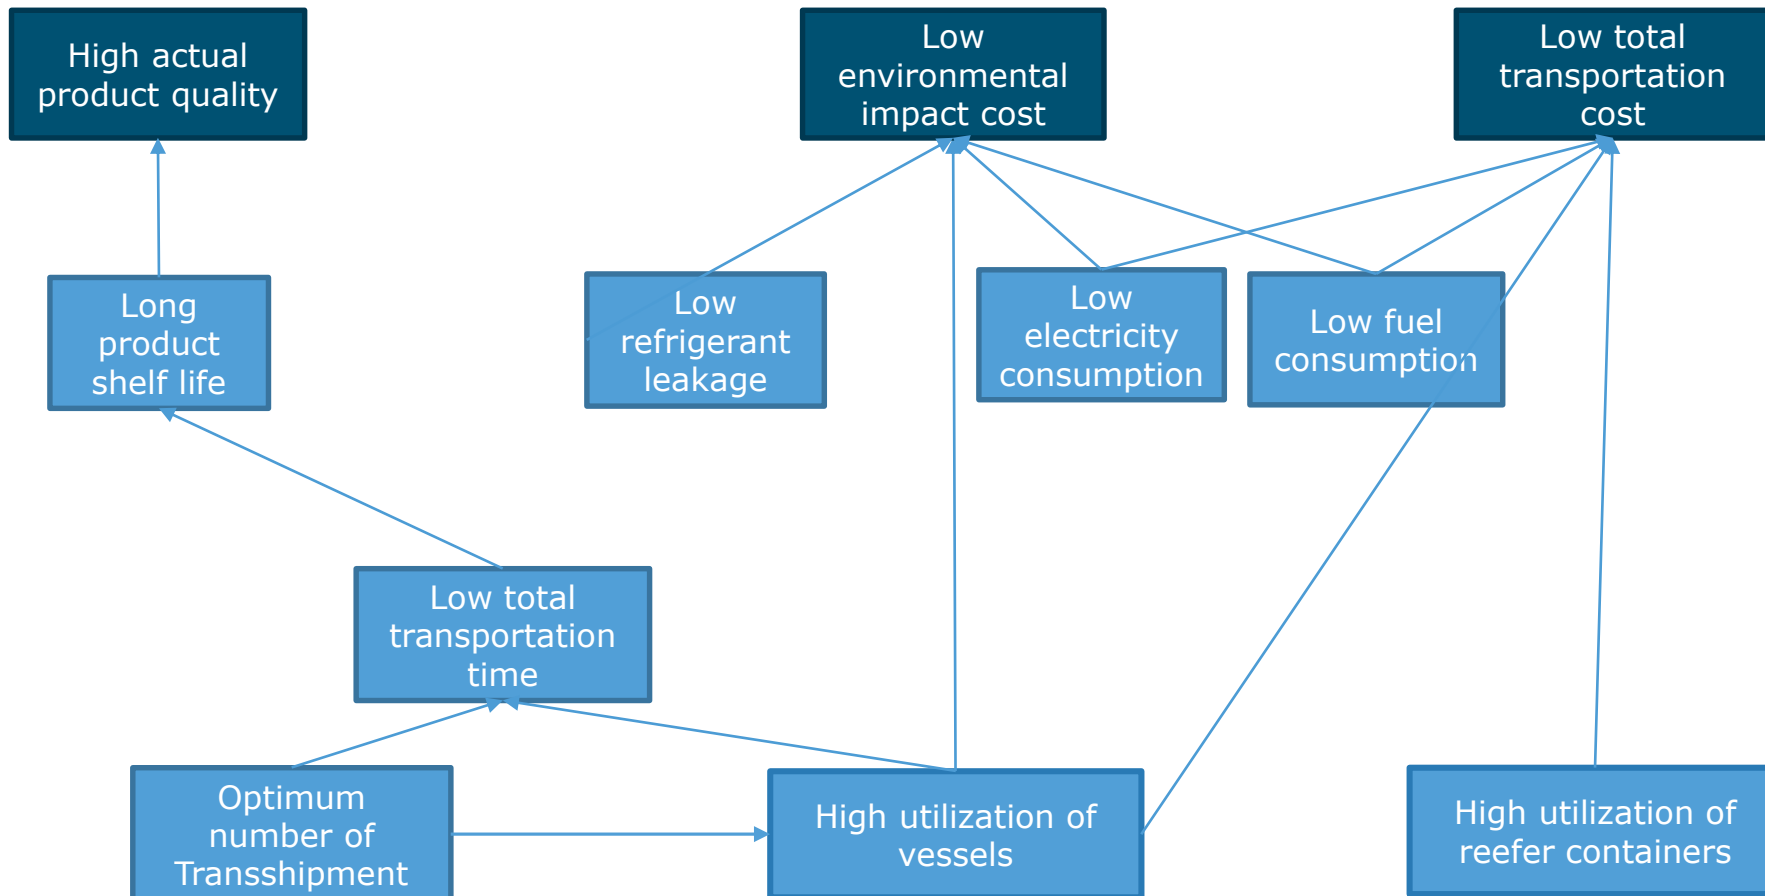 High actual
product quality
Low
environmental
impact cost
Low total
transportation
cost
Long
product
shelf life
Low
refrigerant
leakage
Low
electricity
consumption
Low fuel
consumption
Low total
transportation
time
Optimum
number of
Transshipment
High utilization of
vessels
High utilization of
reefer containers